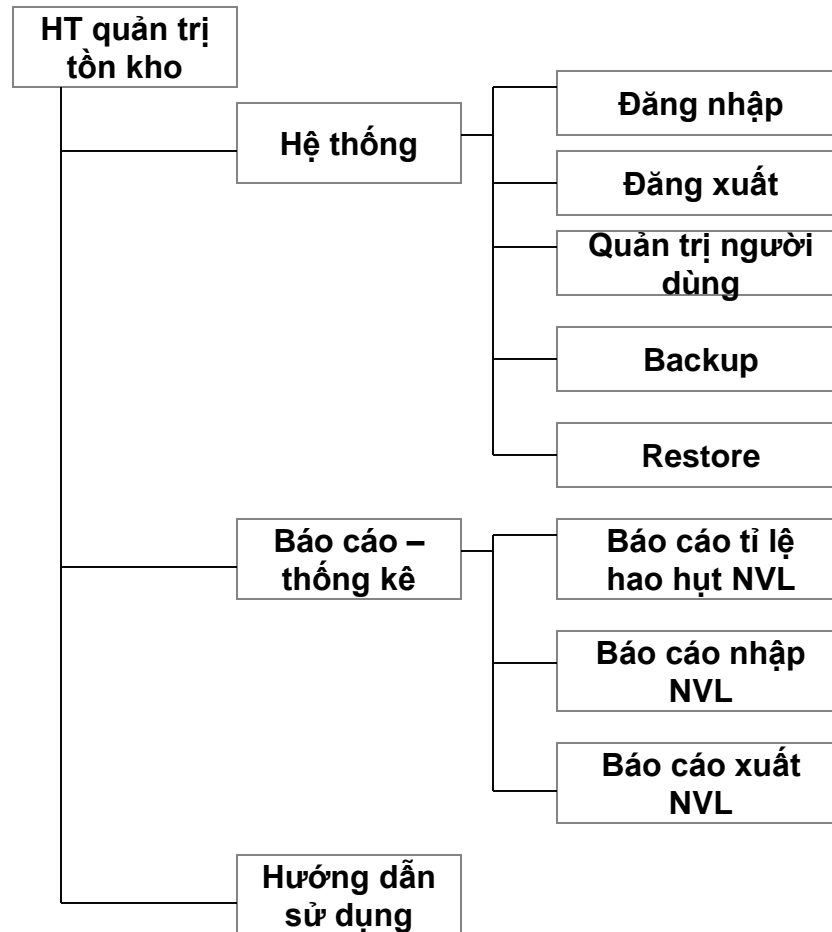 HT quản trị
tồn kho
Hệ thống
Đăng nhập
Đăng xuất
Quản trị người
dùng
Backup
Restore
Báo cáo –
thống kê
Báo cáo tỉ lệ
hao hụt NVL
Báo cáo nhập
NVL
Báo cáo xuất
NVL
Hướng dẫn
sử dụng